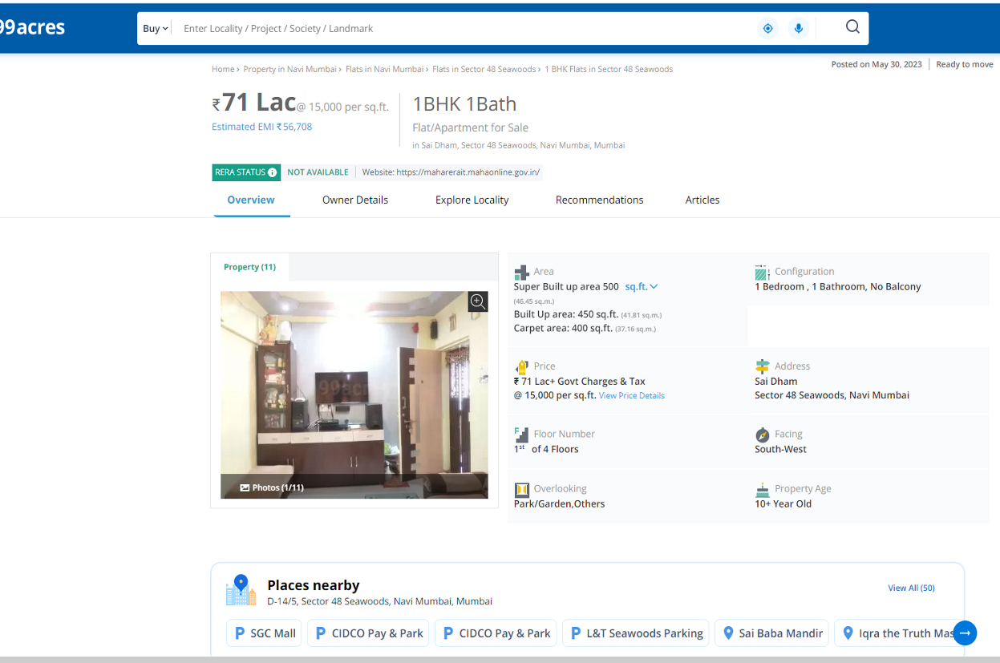 99acres
Buy
Enter Locality / Project / Society / Landmark
Home › Property in Navi Mumbai › Flats in Navi Mumbai › Flats in Sector 48 Seawoods › 1 BHK Flats in Sector 48 Seawoods
Posted on May 30, 2023 | Ready to move
₹ 71 Lac @ 15,000 per sq.ft.
Estimated EMI ₹ 56,708
1BHK 1Bath
Flat/Apartment for Sale
in Sai Dham, Sector 48 Seawoods, Navi Mumbai, Mumbai
RERA STATUS NOT AVAILABLE Website: https://maharerait.mahaonline.gov.in/
Overview Owner Details Explore Locality Recommendations Articles
Property (11)
99acr
Photos (1/11)
Area
Super Built up area 500 sq.ft.
(46.45 sq.m.)
Built Up area: 450 sq.ft. (41.81 sq.m.)
Carpet area: 400 sq.ft. (37.16 sq.m.)
Configuration
1 Bedroom , 1 Bathroom, No Balcony
Price
₹ 71 Lac+ Govt Charges & Tax
@ 15,000 per sq.ft. View Price Details
Address
Sai Dham
Sector 48 Seawoods, Navi Mumbai
Floor Number
1st of 4 Floors
Facing
South-West
Overlooking
Park/Garden,Others
Property Age
10+ Year Old
Places nearby
D-14/5, Sector 48 Seawoods, Navi Mumbai, Mumbai
View All (50)
P SGC Mall
P CIDCO Pay & Park
P CIDCO Pay & Park
P L&T Seawoods Parking
Sai Baba Mandir
Iqra the Truth Mas